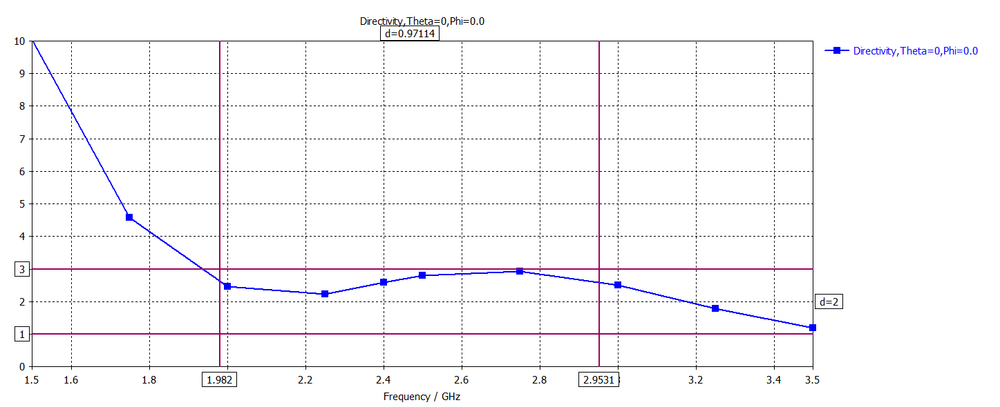 Directivity,Theta=0,Phi=0.0
d=0.97114
Directivity,Theta=0,Phi=0.0
10
9
8
7
6
5
4
3
2
d=2
1
0
1.5 1.6 1.8 1.982 2.2 2.4 2.6 2.8 2.9531 3.2 3.4 3.5
Frequency / GHz